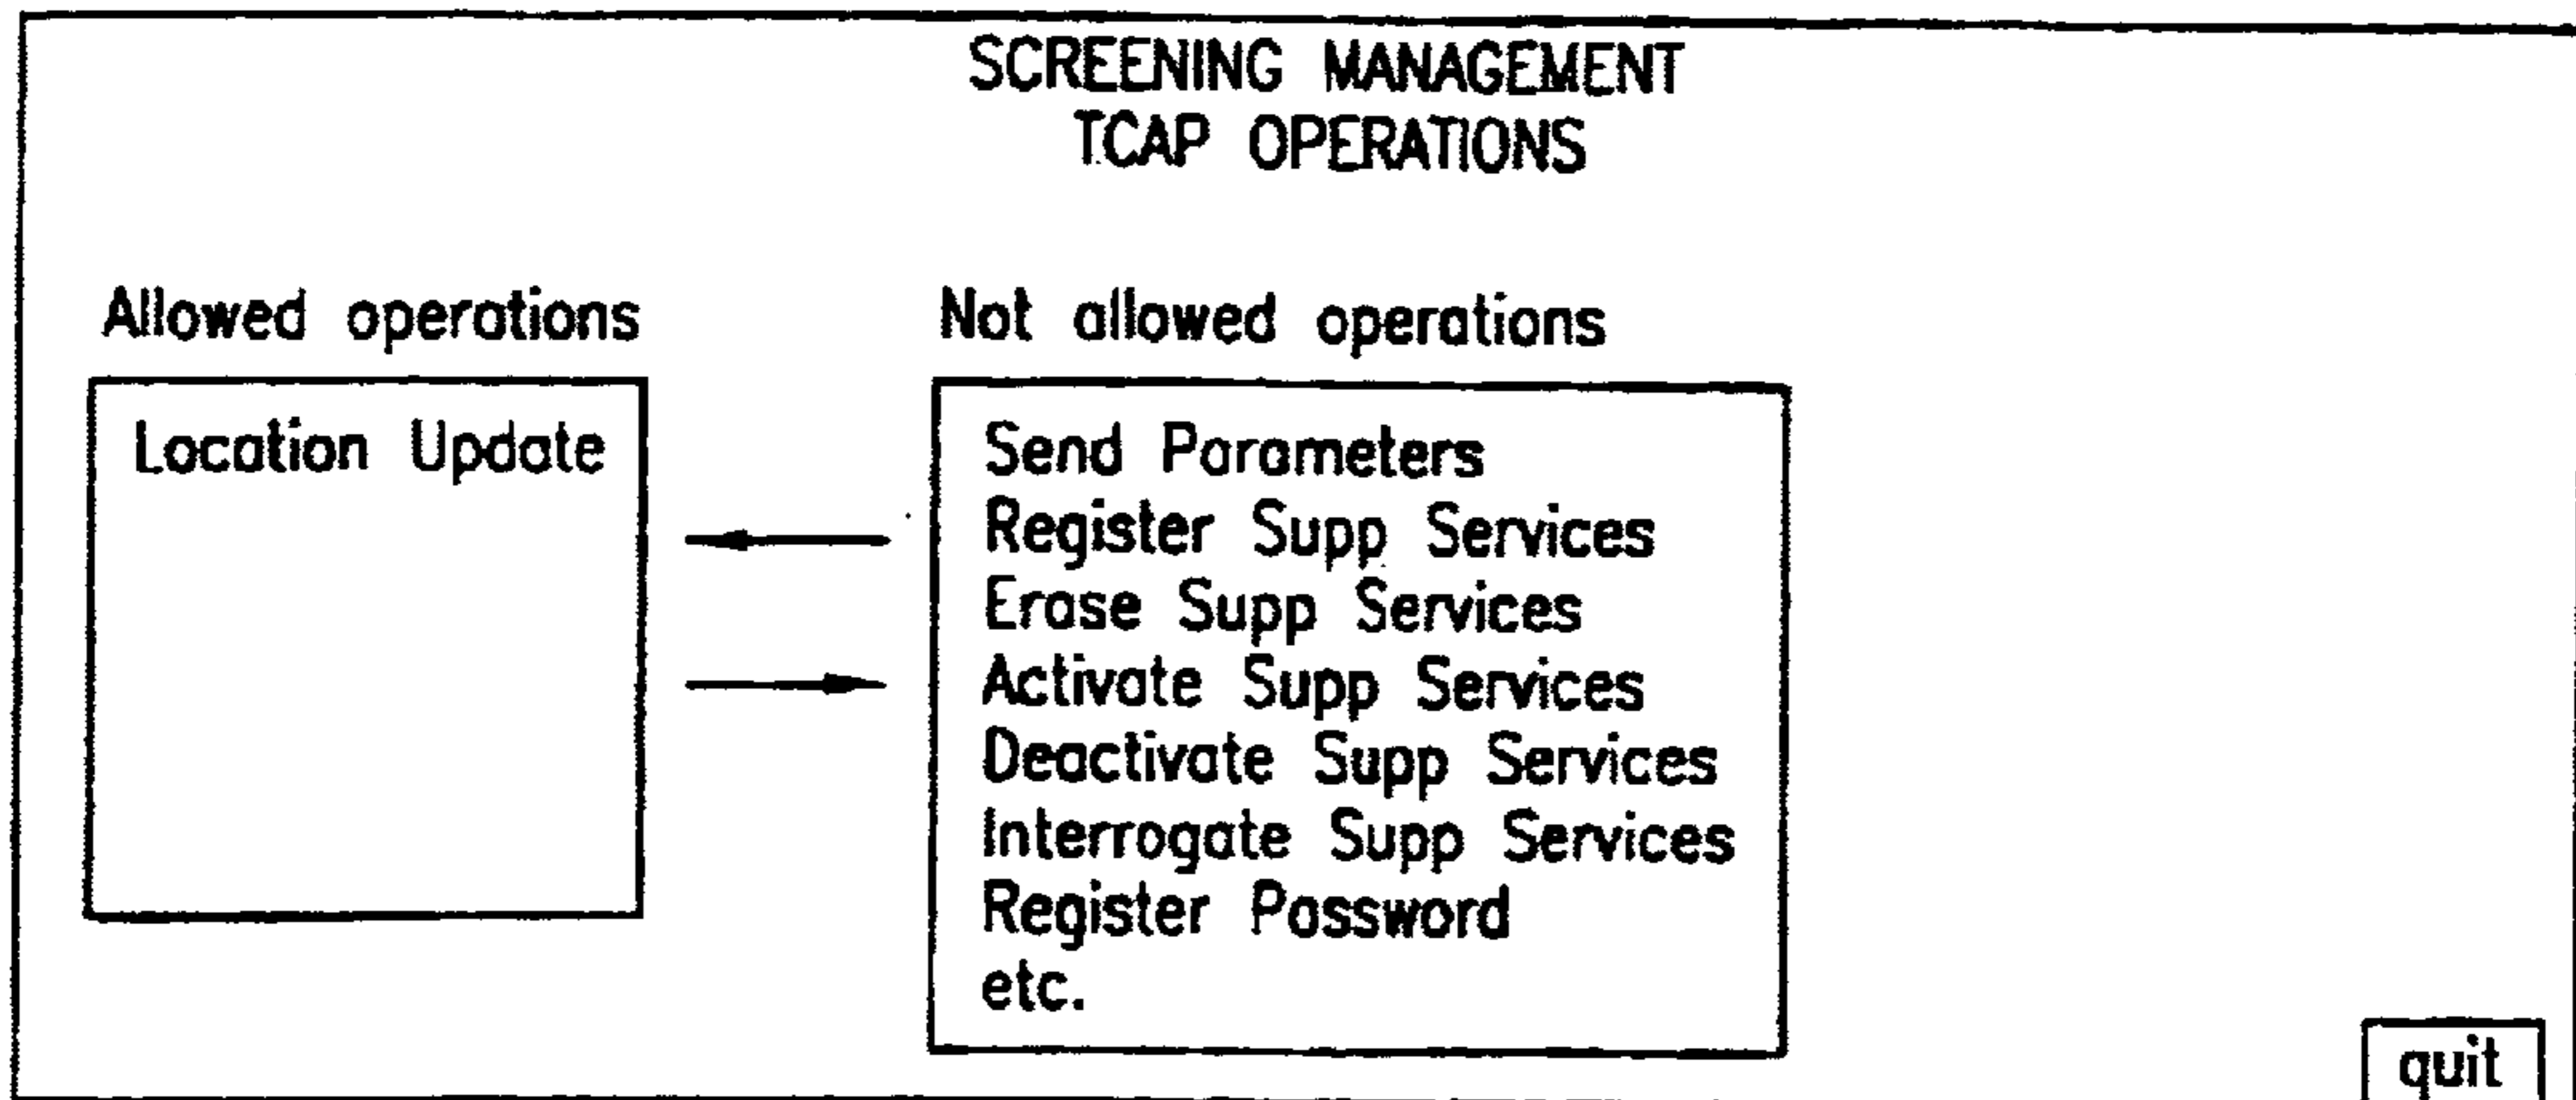 SCREENING MANAGEMENT
TCAP OPERATIONS
Allowed operations
Location Update
Not allowed operations
Send Parameters
Register Supp Services
Erase Supp Services
Activate Supp Services
Deactivate Supp Services
Interrogate Supp Services
Register Password
etc.
quit